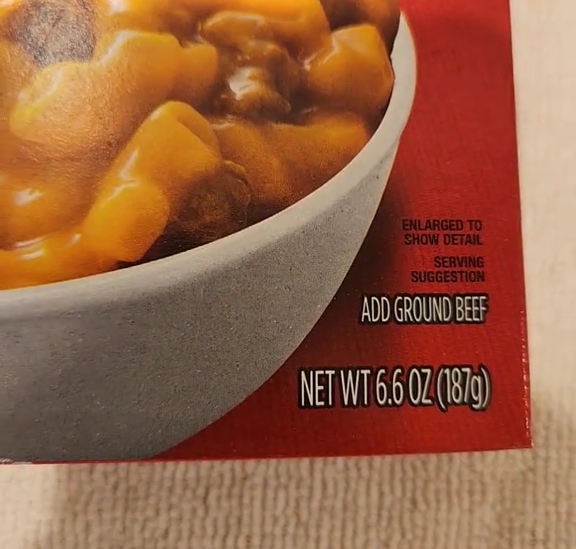 ENLARGED TO
SHOW DETAIL
SERVING
SUGGESTION
ADD GROUND BEEF
NET WT 6.6 OZ (187g)